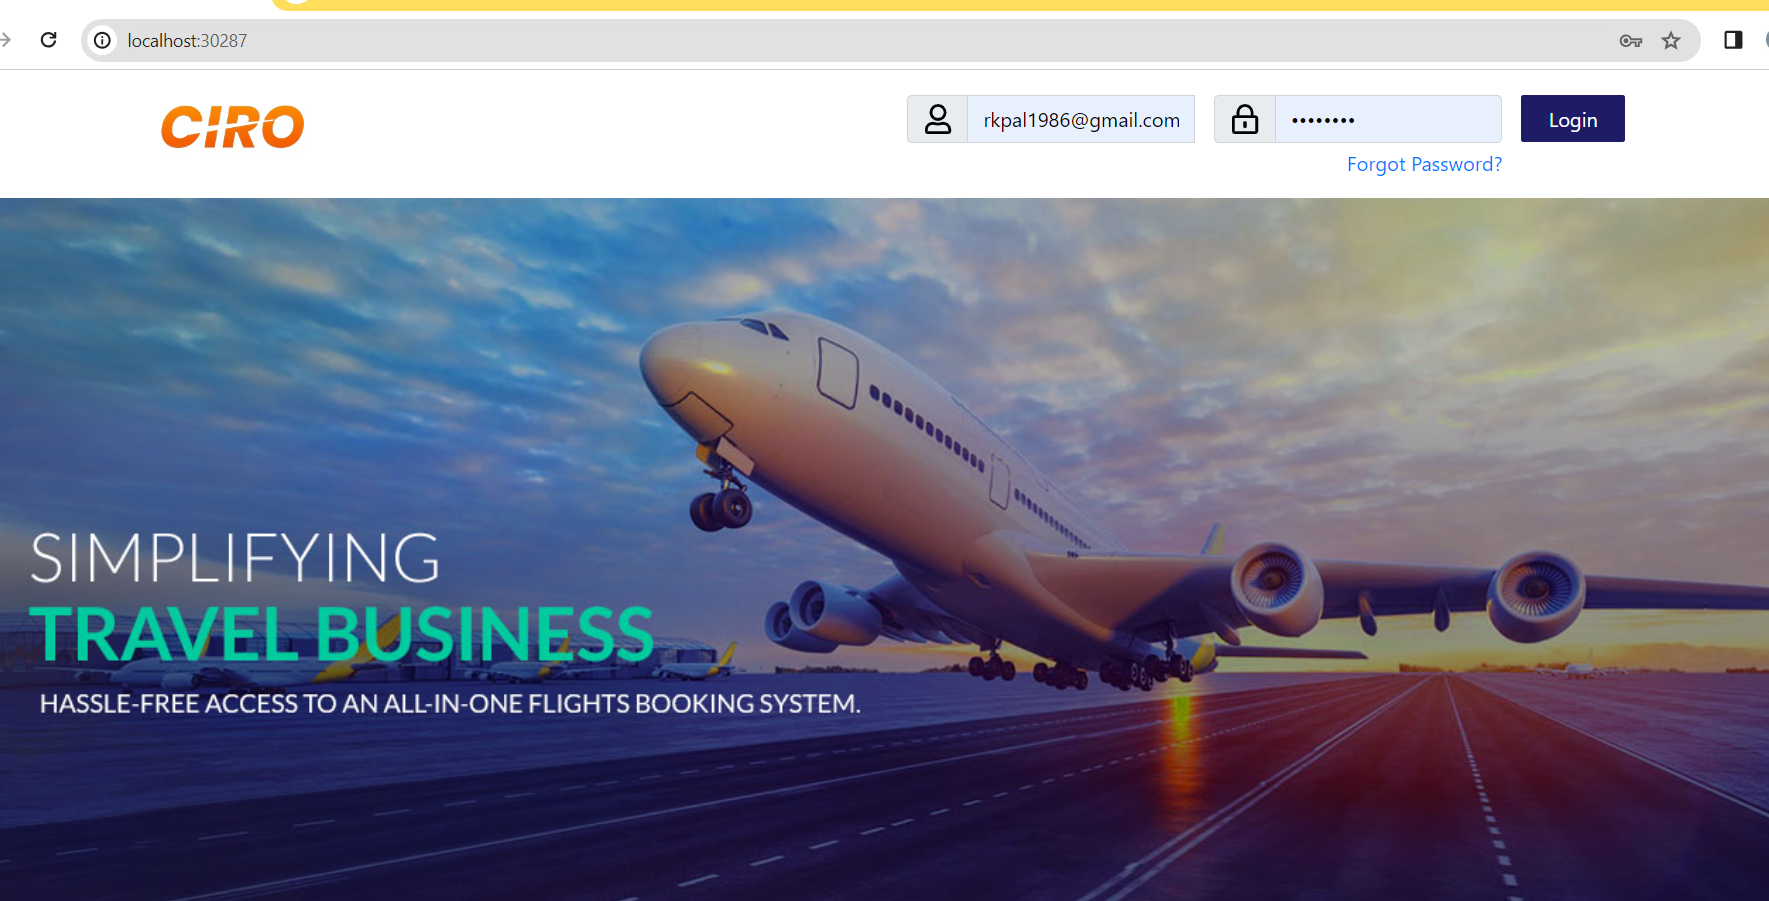 localhost:30287
CIRO
rkpal1986@gmail.com
••••••••
Login
Forgot Password?
SIMPLIFYING
TRAVEL BUSINESS
HASSLE-FREE ACCESS TO AN ALL-IN-ONE FLIGHTS BOOKING SYSTEM.